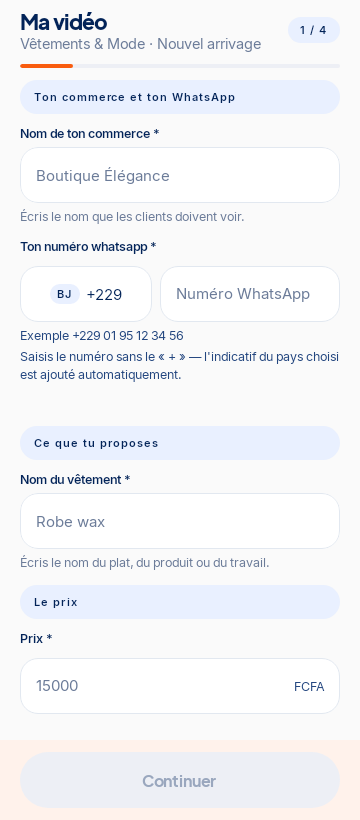 Ma vidéo
Vêtements & Mode · Nouvel arrivage
1 / 4
Ton commerce et ton WhatsApp
Nom de ton commerce *
Boutique Élégance
Écris le nom que les clients doivent voir.
Ton numéro whatsapp *
BJ +229
Numéro WhatsApp
Exemple +229 01 95 12 34 56
Saisis le numéro sans le « + » — l'indicatif du pays choisi
est ajouté automatiquement.
Ce que tu proposes
Nom du vêtement *
Robe wax
Écris le nom du plat, du produit ou du travail.
Le prix
Prix *
15000
FCFA
Continuer